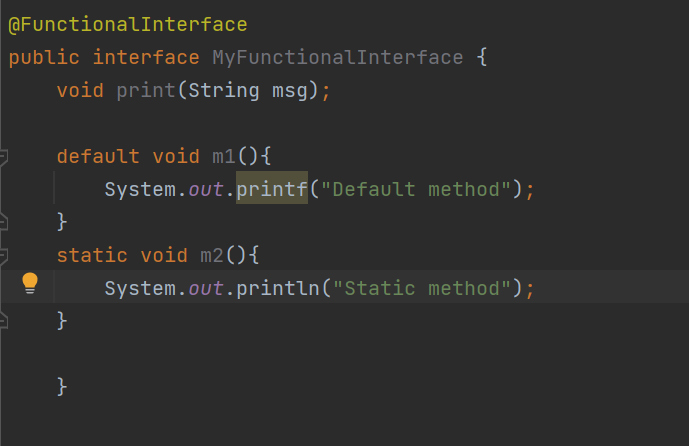 @FunctionalInterface
public interface MyFunctionalInterface {
    void print(String msg);

    default void m1(){
        System.out.printf("Default method");
    }
    static void m2(){
        System.out.println("Static method");
    }

    }